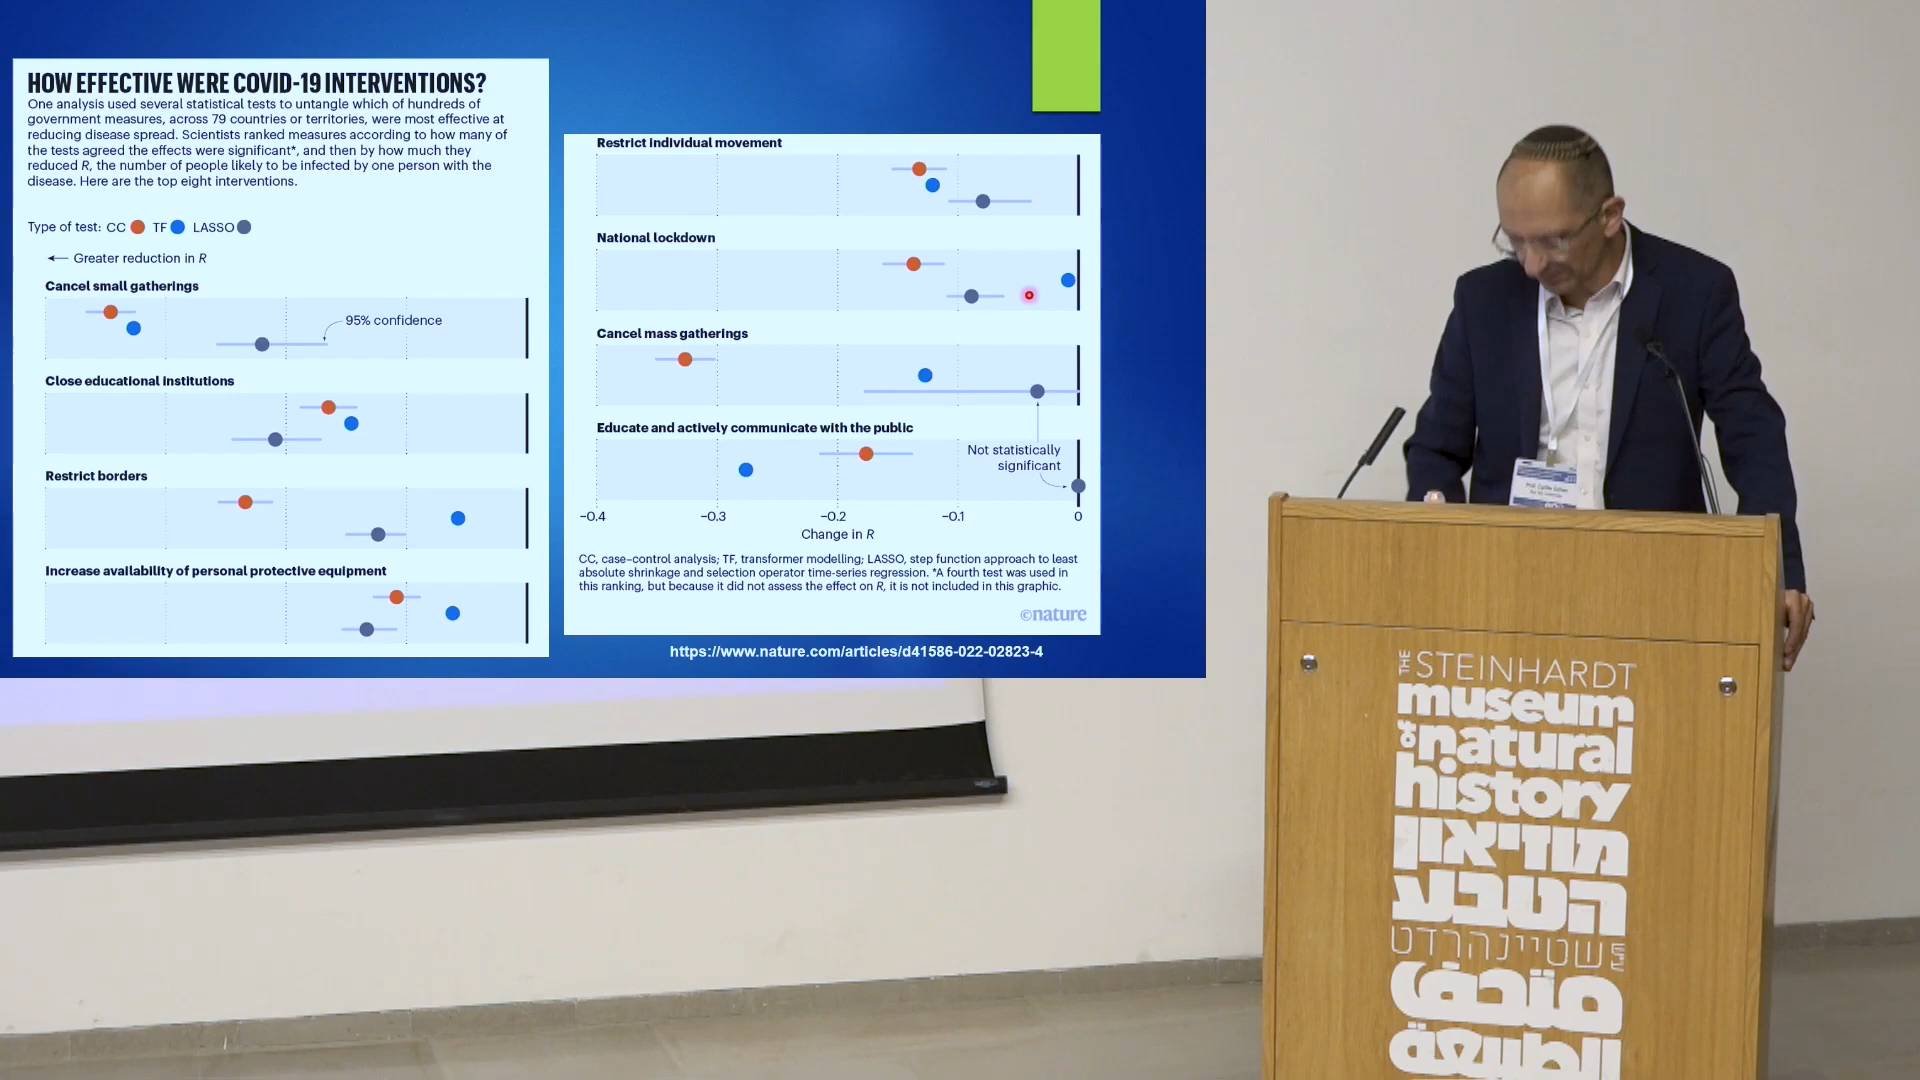 HOW EFFECTIVE WERE COVID-19 INTERVENTIONS?
One analysis used several statistical tests to untangle which of hundreds of
government measures, across 79 countries or territories, were most effective at
reducing disease spread. Scientists ranked measures according to how many of
the tests agreed the effects were significant*, and then by how much they
reduced R, the number of people likely to be infected by one person with the
disease. Here are the top eight interventions.
Type of test: CC TF LASSO
← Greater reduction in R
Cancel small gatherings
95% confidence
Close educational institutions
Restrict borders
Increase availability of personal protective equipment
Restrict individual movement
National lockdown
Cancel mass gatherings
Educate and actively communicate with the public
Not statistically
significant
−0.4 −0.3 −0.2 −0.1 0
Change in R
CC, case–control analysis; TF, transformer modelling; LASSO, step function approach to least
absolute shrinkage and selection operator time-series regression. *A fourth test was used in
this ranking, but because it did not assess the effect on R, it is not included in this graphic.
©nature
https://www.nature.com/articles/d41586-022-02823-4
THE STEINHARDT
museum
of natural
history
מוזיאון
הטבע
ע״ש שטיינהרדט
متحف
الطبيعة